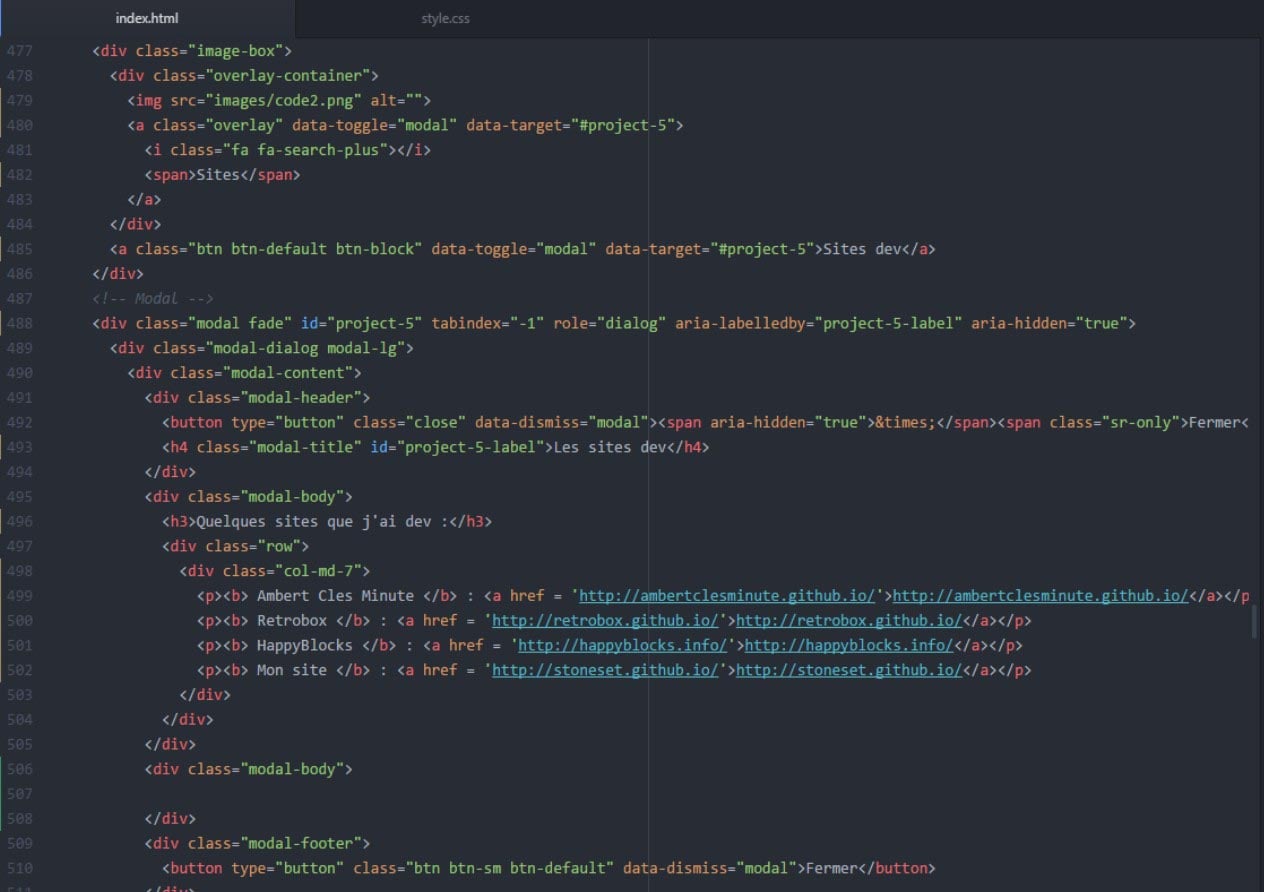 index.html style.css
477 <div class="image-box">
478 <div class="overlay-container">
479 <img src="images/code2.png" alt="">
480 <a class="overlay" data-toggle="modal" data-target="#project-5">
481 <i class="fa fa-search-plus"></i>
482 <span>Sites</span>
483 </a>
484 </div>
485 <a class="btn btn-default btn-block" data-toggle="modal" data-target="#project-5">Sites dev</a>
486 </div>
487 <!-- Modal -->
488 <div class="modal fade" id="project-5" tabindex="-1" role="dialog" aria-labelledby="project-5-label" aria-hidden="true">
489 <div class="modal-dialog modal-lg">
490 <div class="modal-content">
491 <div class="modal-header">
492 <button type="button" class="close" data-dismiss="modal"><span aria-hidden="true">&times;</span><span class="sr-only">Fermer<
493 <h4 class="modal-title" id="project-5-label">Les sites dev</h4>
494 </div>
495 <div class="modal-body">
496 <h3>Quelques sites que j'ai dev :</h3>
497 <div class="row">
498 <div class="col-md-7">
499 <p><b> Ambert Cles Minute </b> : <a href = 'http://ambertclesminute.github.io/'>http://ambertclesminute.github.io/</a></p
500 <p><b> Retrobox </b> : <a href = 'http://retrobox.github.io/'>http://retrobox.github.io/</a></p>
501 <p><b> HappyBlocks </b> : <a href = 'http://happyblocks.info/'>http://happyblocks.info/</a></p>
502 <p><b> Mon site </b> : <a href = 'http://stoneset.github.io/'>http://stoneset.github.io/</a></p>
503 </div>
504 </div>
505 </div>
506 <div class="modal-body">
507
508 </div>
509 <div class="modal-footer">
510 <button type="button" class="btn btn-sm btn-default" data-dismiss="modal">Fermer</button>
511 </div>